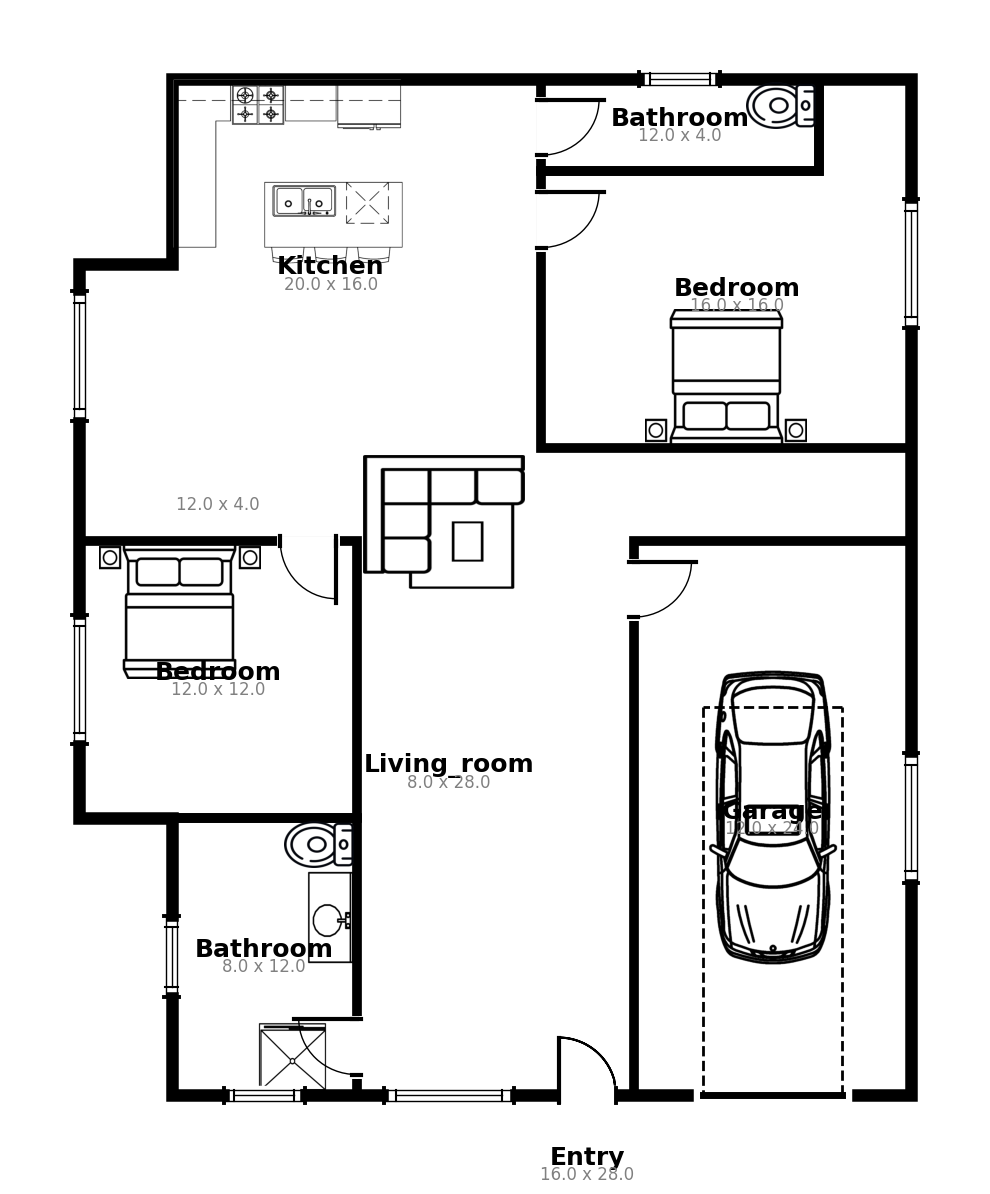 Bathroom
12.0 x 4.0
Kitchen
20.0 x 16.0
Bedroom
16.0 x 16.0
12.0 x 4.0
Bedroom
12.0 x 12.0
Living_room
8.0 x 28.0
Garage
12.0 x 24.0
Bathroom
8.0 x 12.0
Entry
16.0 x 28.0